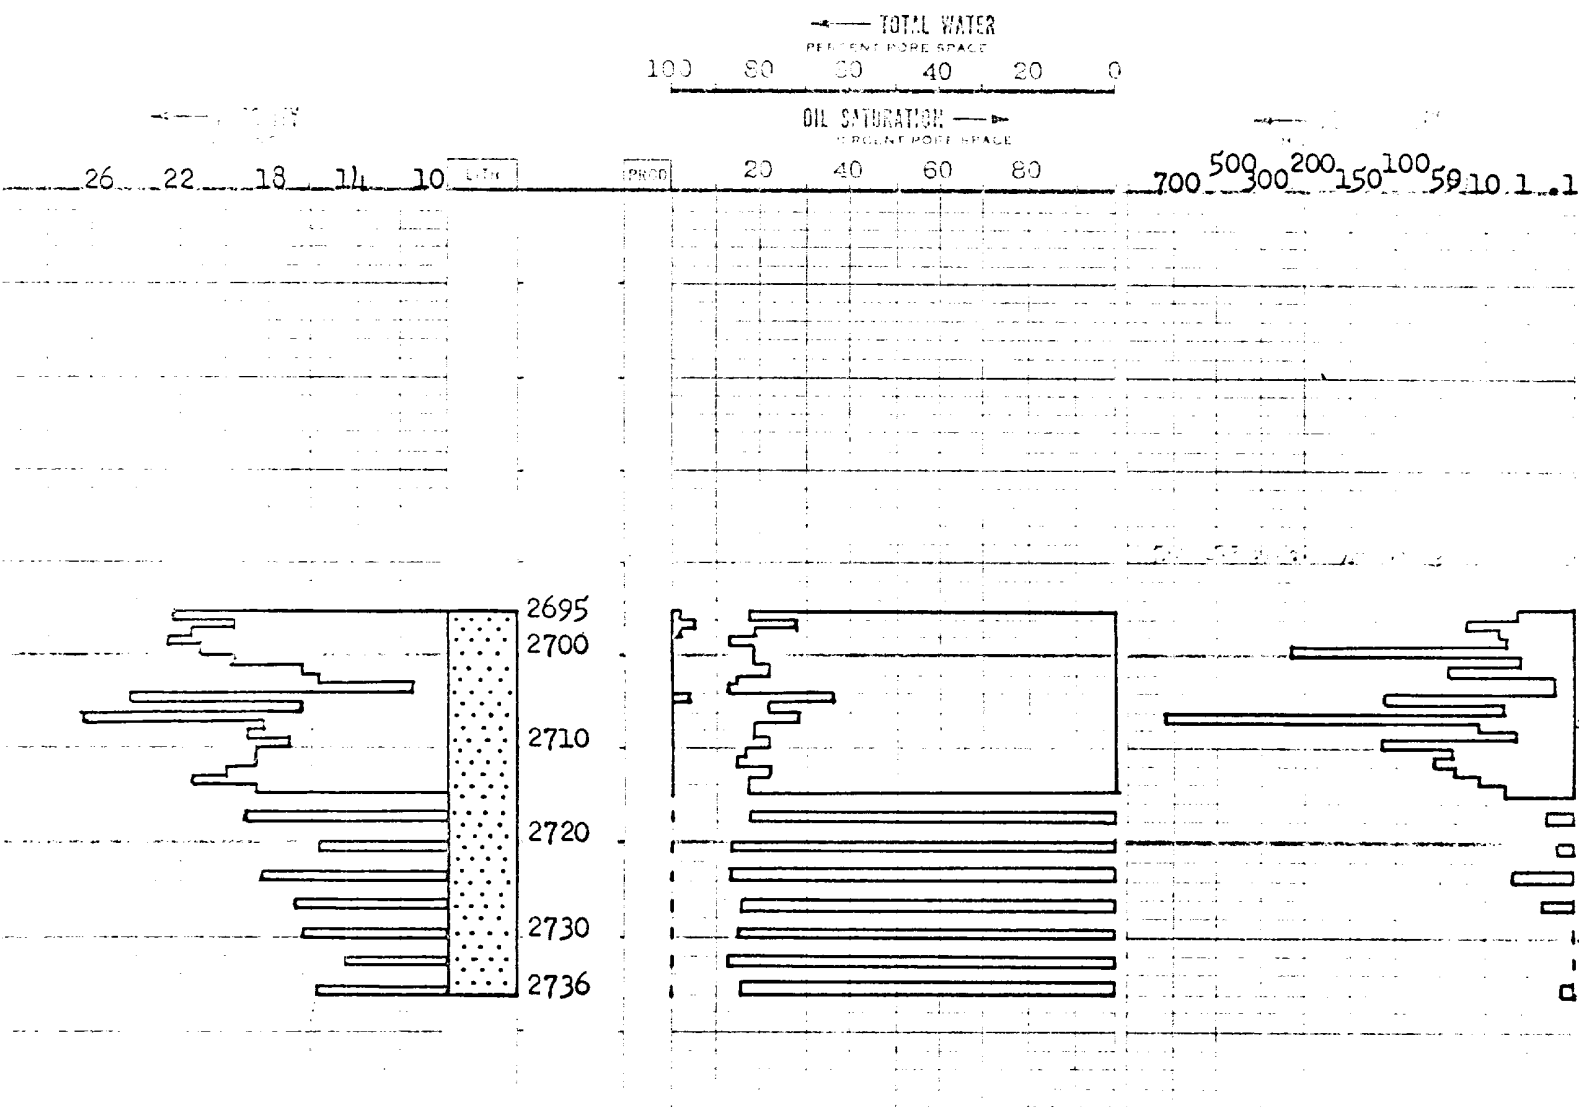 TOTAL WATER
PERCENT PORE SPACE
100 80 60 40 20 0
OIL SATURATION
PERCENT PORE SPACE
26 22 18 14 10 LITH PROD 20 40 60 80 700 500 300 200 150 100 50 10 1 .1
2695
2700
2710
2720
2730
2736